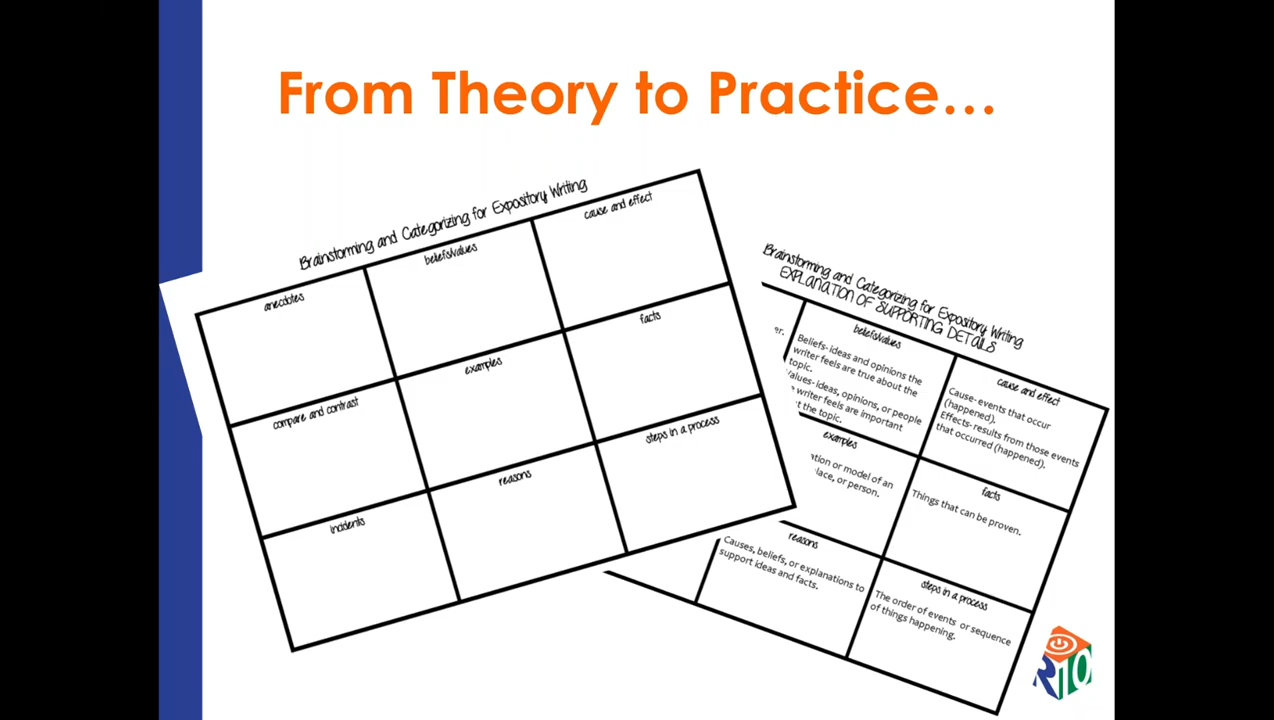 From Theory to Practice…
Brainstorming and Categorizing for Expository Writing
anecdotes
beliefs/values
cause and effect
compare and contrast
examples
facts
incidents
reasons
steps in a process
Brainstorming and Categorizing for Expository Writing
EXPLANATION OF SUPPORTING DETAILS
er.
beliefs/values
Beliefs- ideas and opinions the
writer feels are true about the
topic.
Values- ideas, opinions, or people
writer feels are important
the topic.
cause and effect
Cause- events that occur
(happened).
Effects- results from those events
that occurred (happened).
examples
ation or model of an
lace, or person.
facts
Things that can be proven.
reasons
Causes, beliefs, or explanations to
support ideas and facts.
steps in a process
The order of events or sequence
of things happening.
R10